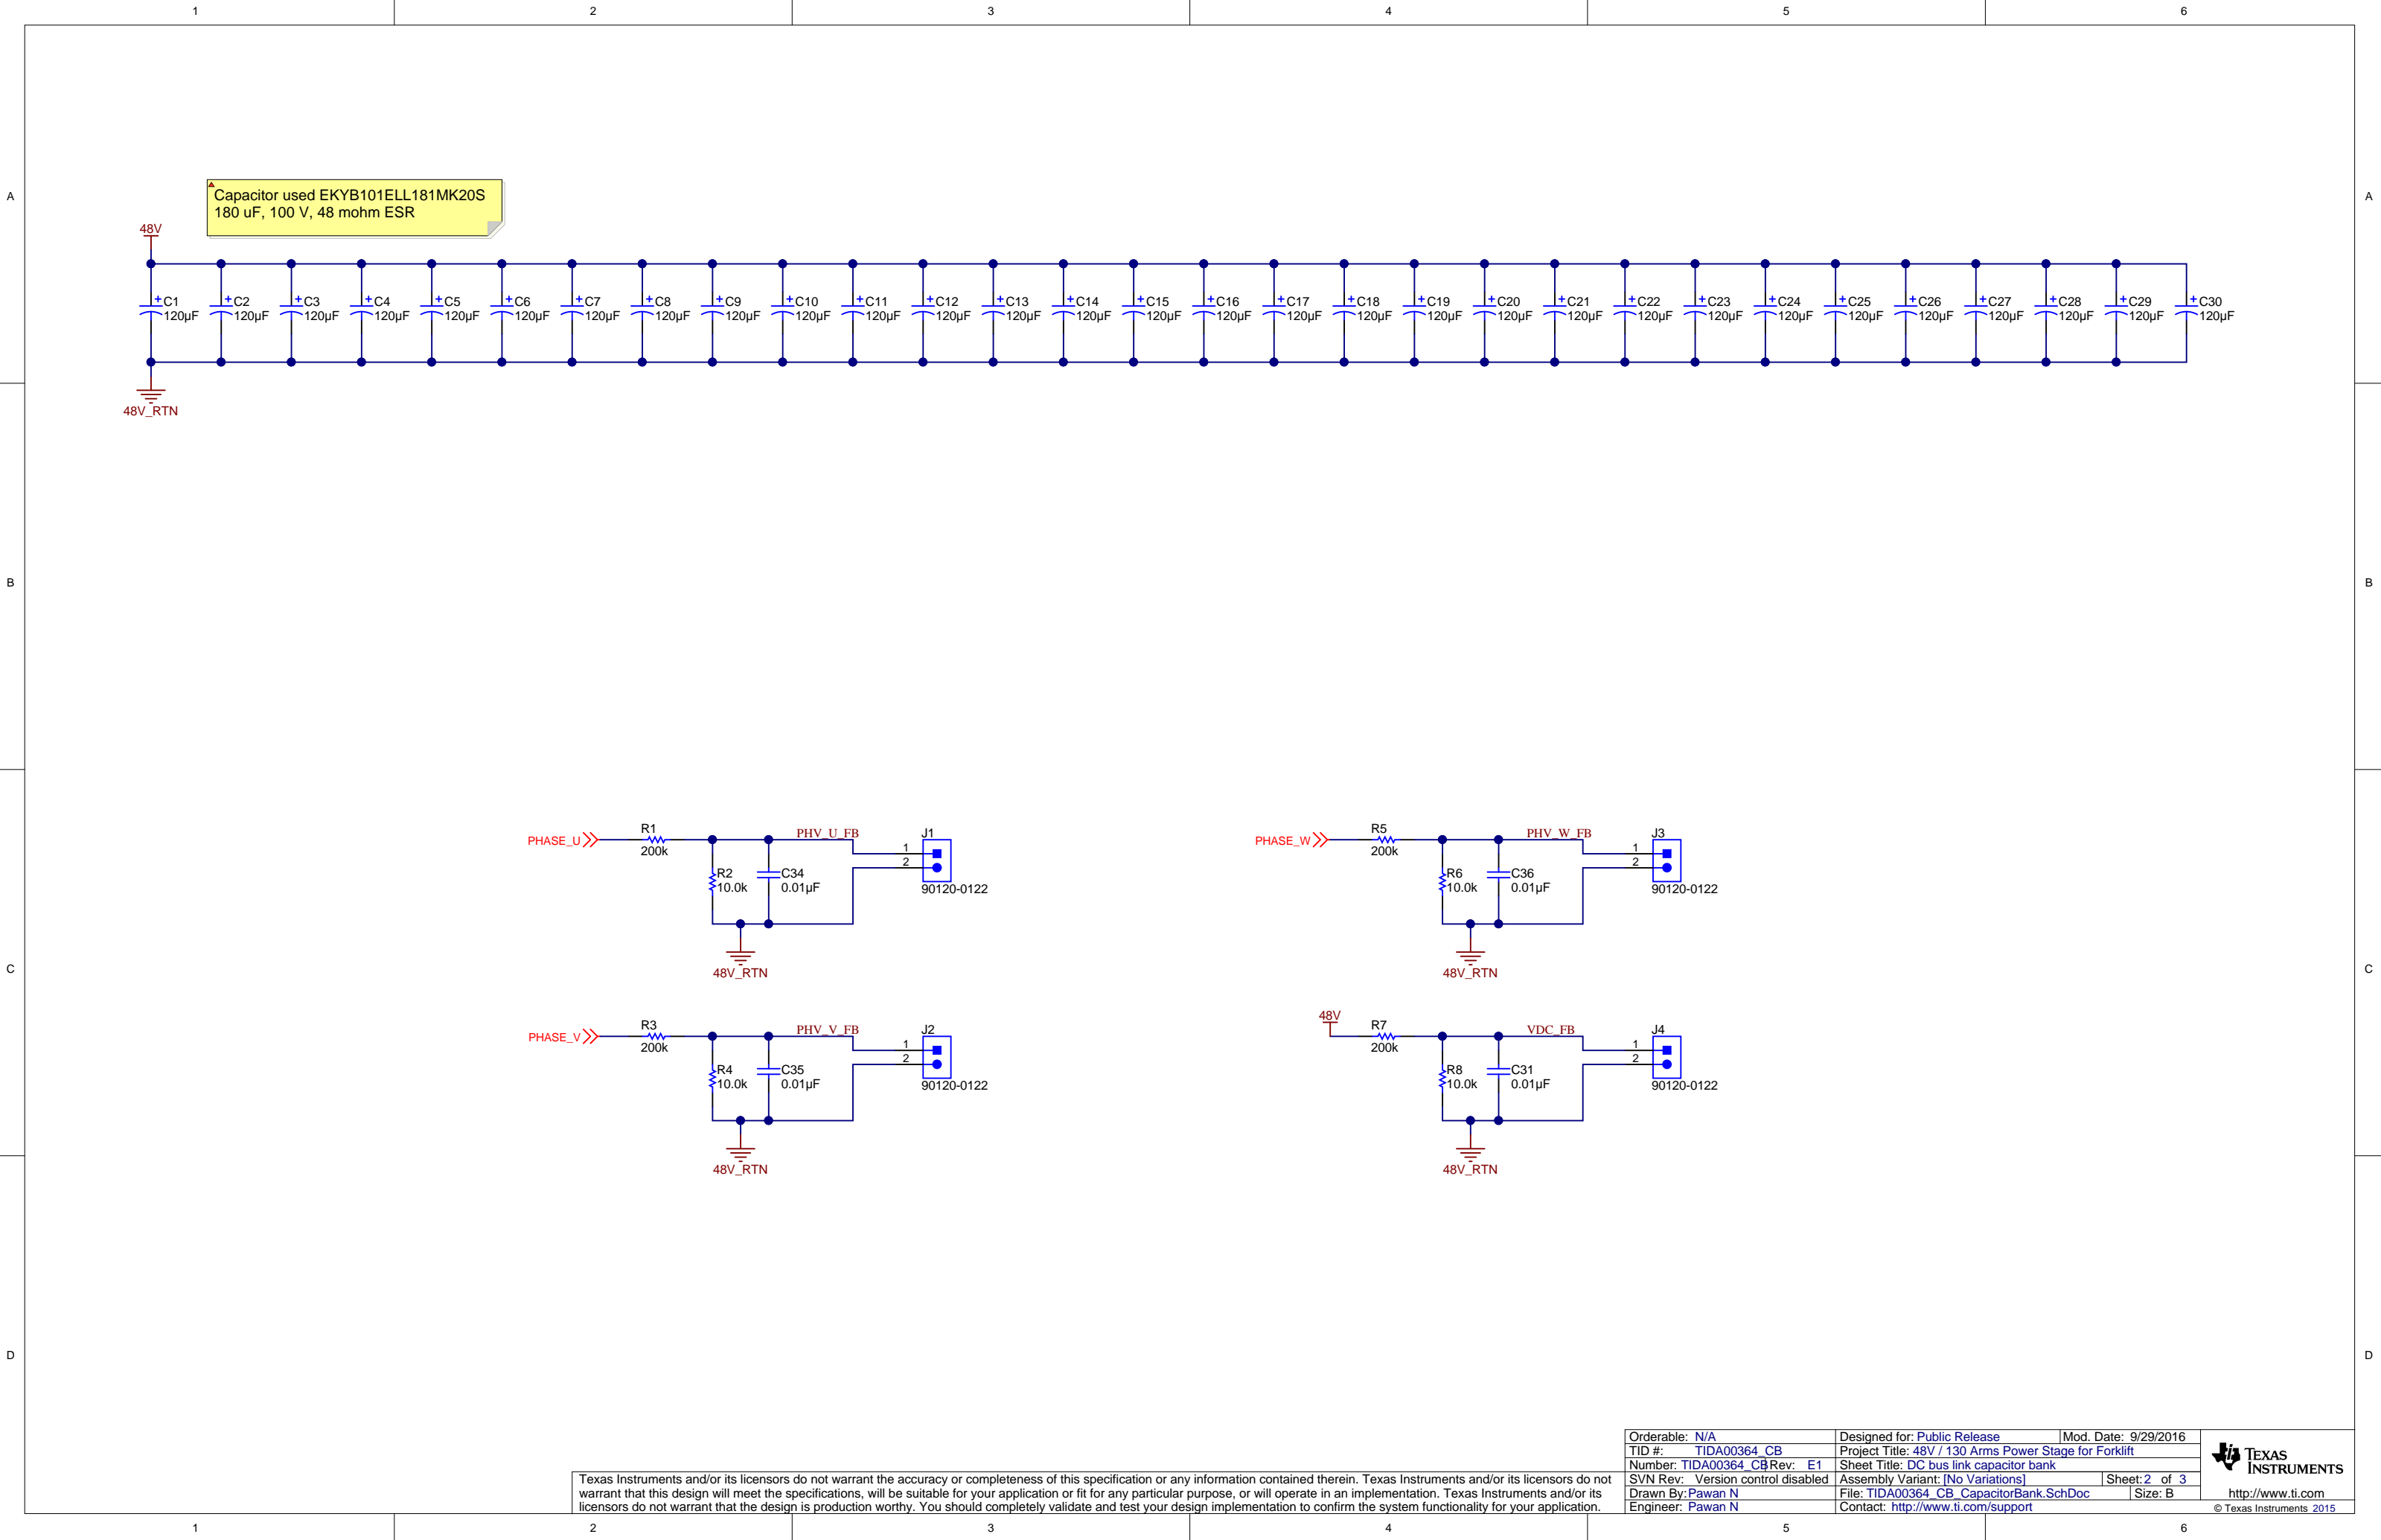 1 2 3 4 5 6
A A
Capacitor used EKYB101ELL181MK20S
180 uF, 100 V, 48 mohm ESR
48V
C1 C2 C3 C4 C5 C6 C7 C8 C9 C10 C11 C12 C13 C14 C15 C16 C17 C18 C19 C20 C21 C22 C23 C24 C25 C26 C27 C28 C29 C30
120µF 120µF 120µF 120µF 120µF 120µF 120µF 120µF 120µF 120µF 120µF 120µF 120µF 120µF 120µF 120µF 120µF 120µF 120µF 120µF 120µF 120µF 120µF 120µF 120µF 120µF 120µF 120µF 120µF 120µF
48V_RTN
B B
PHASE_U R1 PHV_U_FB J1
200k
1
2
R2 C34
10.0k 0.01µF
90120-0122
48V_RTN
PHASE_W R5 PHV_W_FB J3
200k
1
2
R6 C36
10.0k 0.01µF
90120-0122
48V_RTN
C C
PHASE_V R3 PHV_V_FB J2
200k
1
2
R4 C35
10.0k 0.01µF
90120-0122
48V_RTN
48V R7 VDC_FB J4
200k
1
2
R8 C31
10.0k 0.01µF
90120-0122
48V_RTN
D D
Texas Instruments and/or its licensors do not warrant the accuracy or completeness of this specification or any information contained therein. Texas Instruments and/or its licensors do not
warrant that this design will meet the specifications, will be suitable for your application or fit for any particular purpose, or will operate in an implementation. Texas Instruments and/or its
licensors do not warrant that the design is production worthy. You should completely validate and test your design implementation to confirm the system functionality for your application.
Orderable: N/A Designed for: Public Release Mod. Date: 9/29/2016
TID #: TIDA00364_CB Project Title: 48V / 130 Arms Power Stage for Forklift
Number: TIDA00364_CB Rev: E1 Sheet Title: DC bus link capacitor bank
SVN Rev: Version control disabled Assembly Variant: [No Variations] Sheet: 2 of 3
Drawn By: Pawan N File: TIDA00364_CB_CapacitorBank.SchDoc Size: B
Engineer: Pawan N Contact: http://www.ti.com/support
TEXAS
INSTRUMENTS
http://www.ti.com
© Texas Instruments 2015
1 2 3 4 5 6